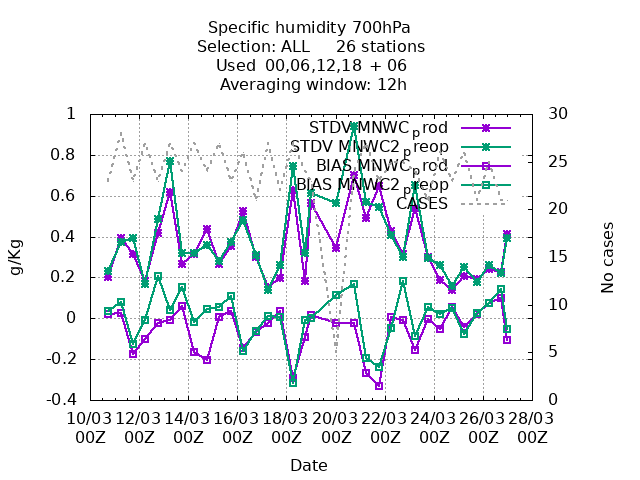 Specific humidity 700hPa
Selection: ALL 26 stations
Used 00,06,12,18 + 06
Averaging window: 12h
STDV MNWC_prod
STDV MNWC2_preop
BIAS MNWC_prod
BIAS MNWC2_preop
CASES
1
0.8
0.6
0.4
0.2
0
-0.2
-0.4
30
25
20
15
10
5
0
g/Kg
No cases
10/03 12/03 14/03 16/03 18/03 20/03 22/03 24/03 26/03 28/03
00Z 00Z 00Z 00Z 00Z 00Z 00Z 00Z 00Z 00Z
Date